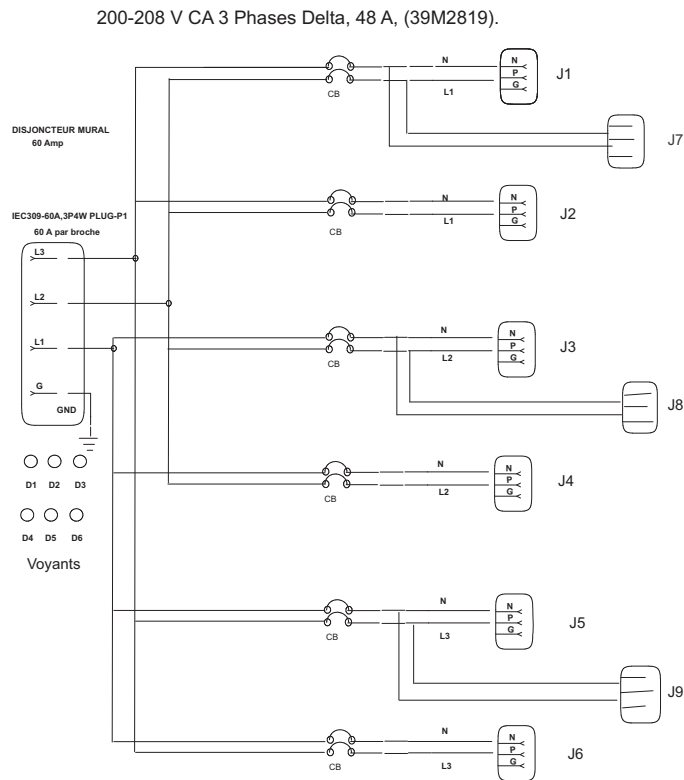 200-208 V CA 3 Phases Delta, 48 A, (39M2819).
N
N
P
G
J1
L1
CB
DISJONCTEUR MURAL
60 Amp
J7
N
N
P
G
J2
L1
CB
IEC309-60A,3P4W PLUG-P1
60 A par broche
L3
L2
L1
G
GND
N
N
P
G
J3
L2
CB
J8
N
N
P
G
J4
L2
CB
D1 D2 D3
D4 D5 D6
Voyants
N
N
P
G
J5
L3
CB
J9
N
N
P
G
J6
L3
CB